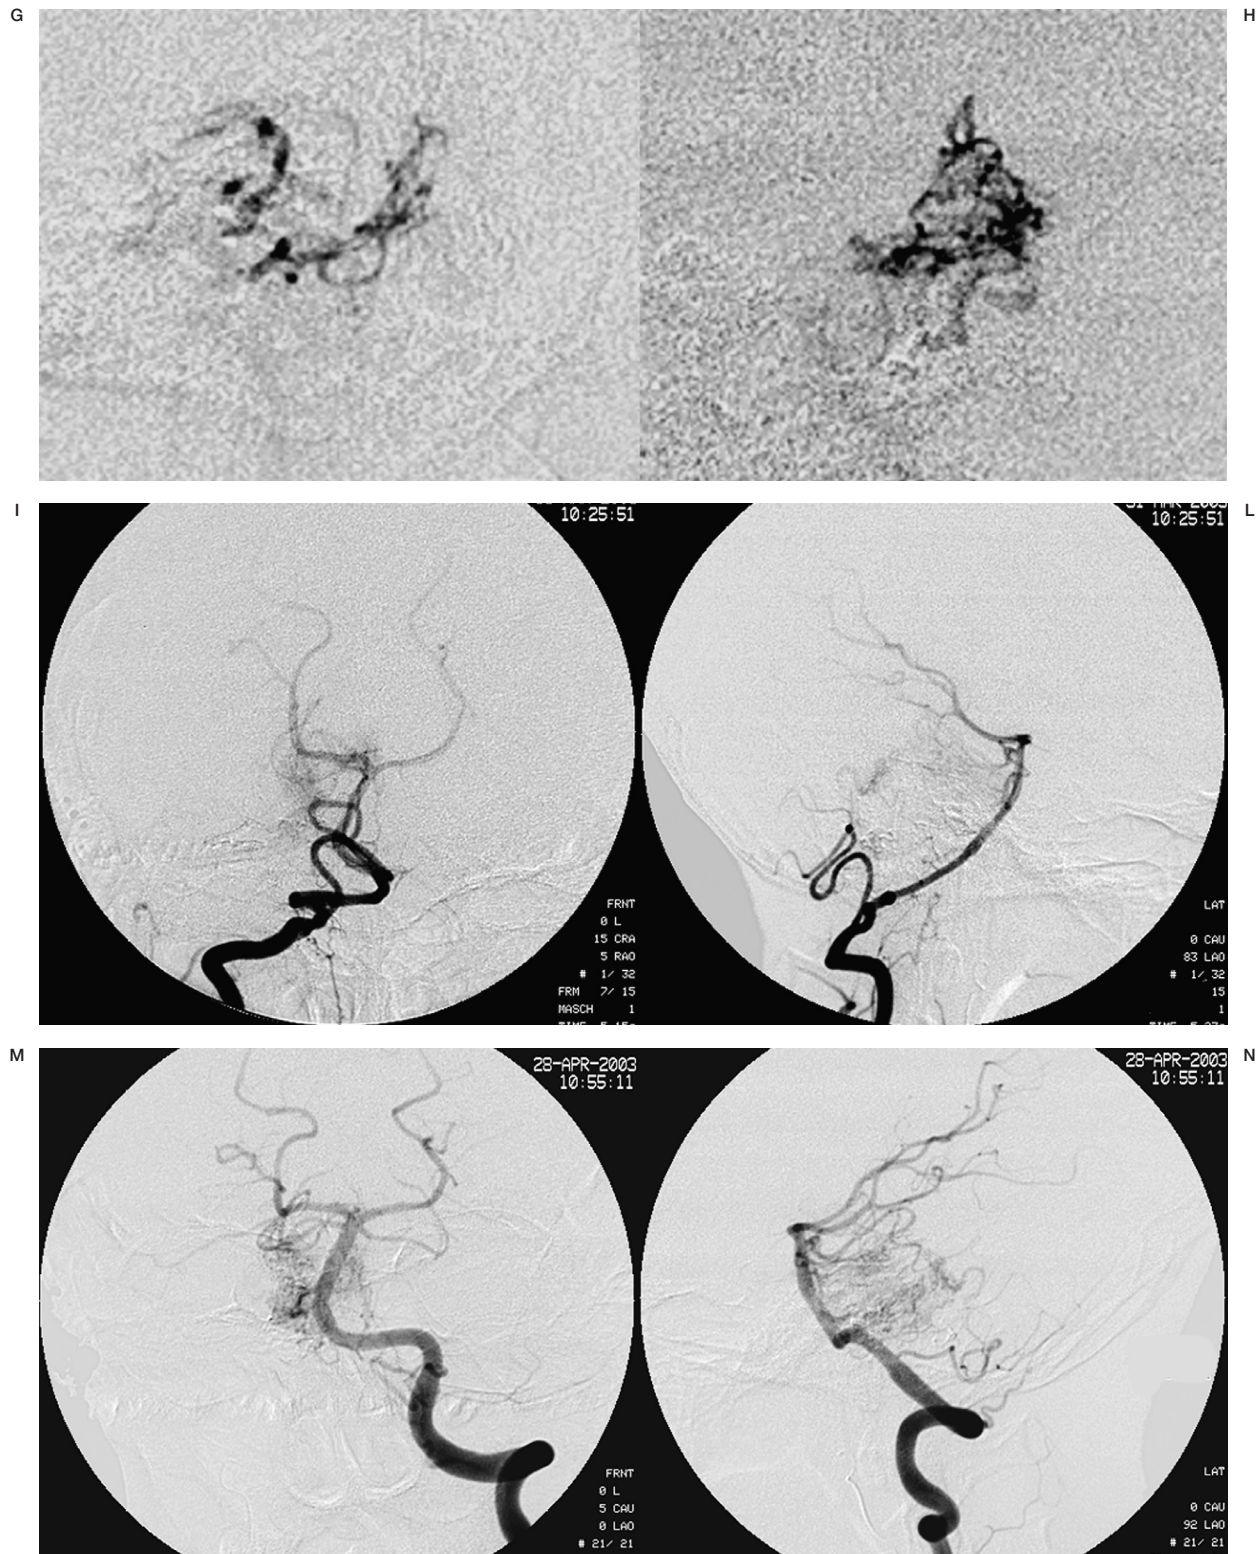 G
H
I
10:25:51
FRNT
0 L
15 CRA
5 RAO
# 1/ 32
FRM 7/ 15
MASCH 1
L
10:25:51
LAT
0 CAU
83 LAO
# 1/ 32
15
1
M
28-APR-2003
10:55:11
FRNT
0 L
5 CAU
0 LAO
# 21/ 21
N
28-APR-2003
10:55:11
LAT
0 CAU
92 LAO
# 21/ 21